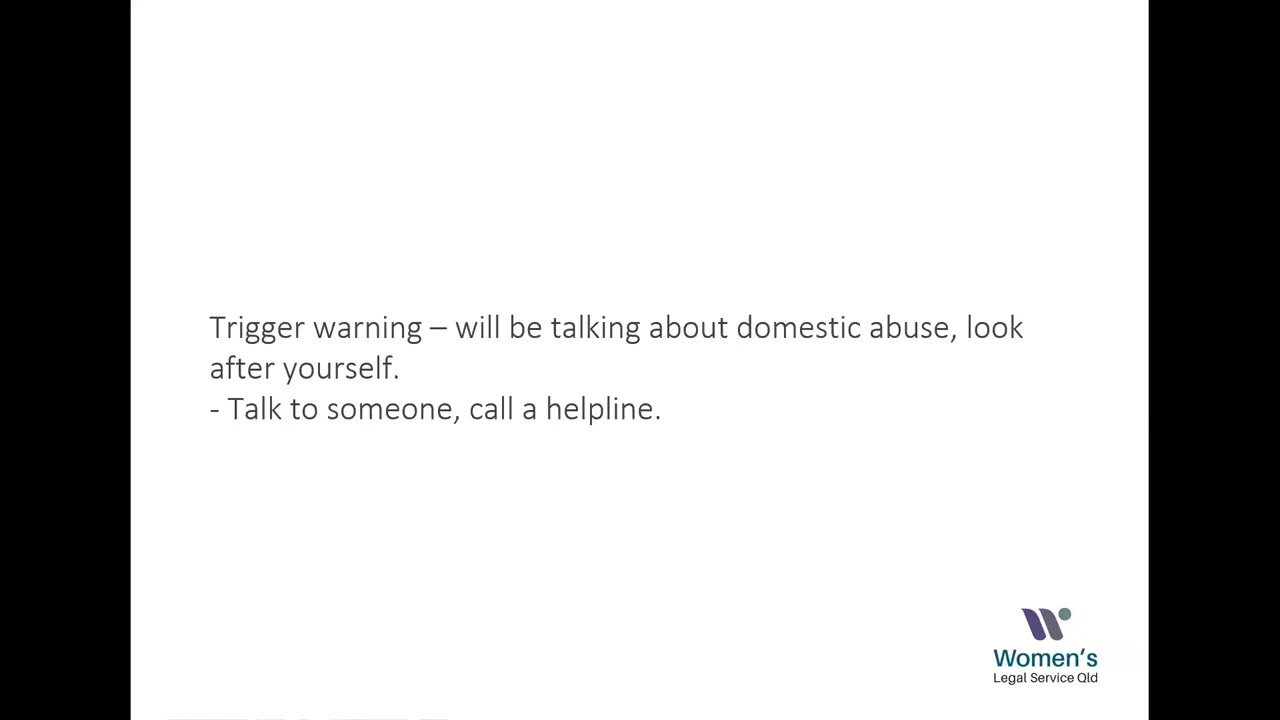 Trigger warning – will be talking about domestic abuse, look
after yourself.
- Talk to someone, call a helpline.
Women's
Legal Service Qld